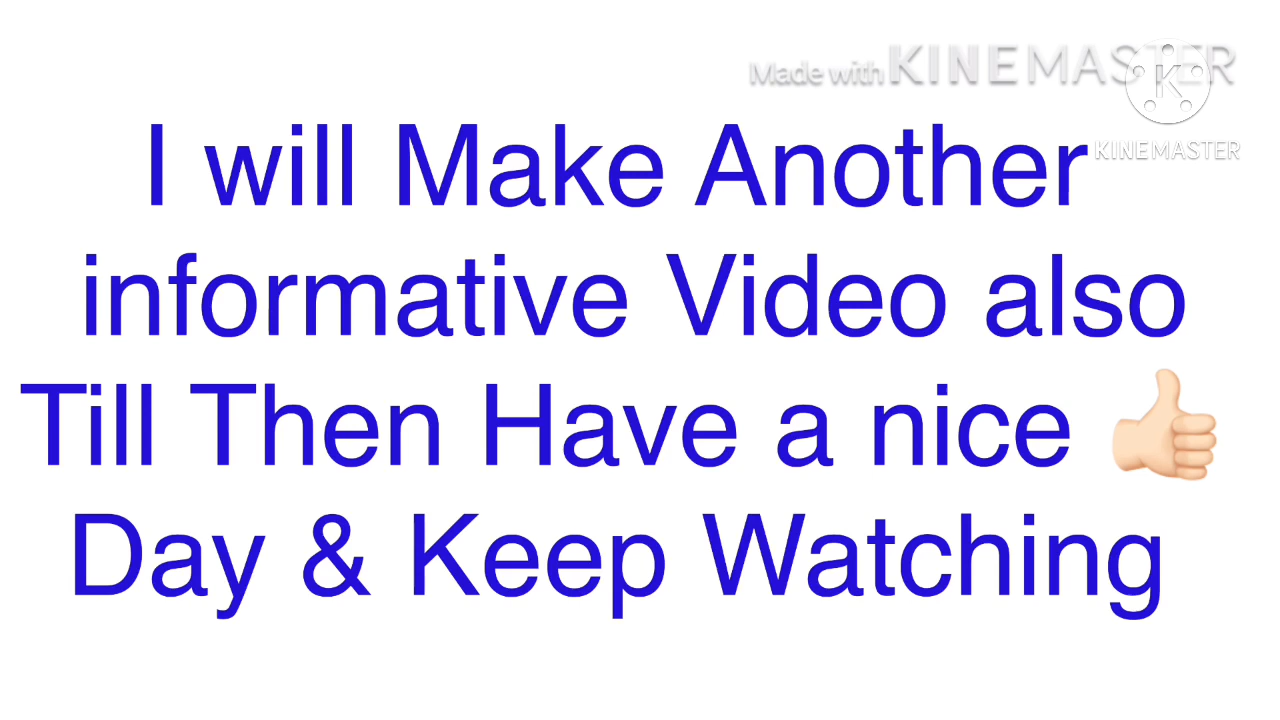 Made with KINEMASTER
KINEMASTER
I will Make Another
informative Video also
Till Then Have a nice 👍🏻
Day & Keep Watching